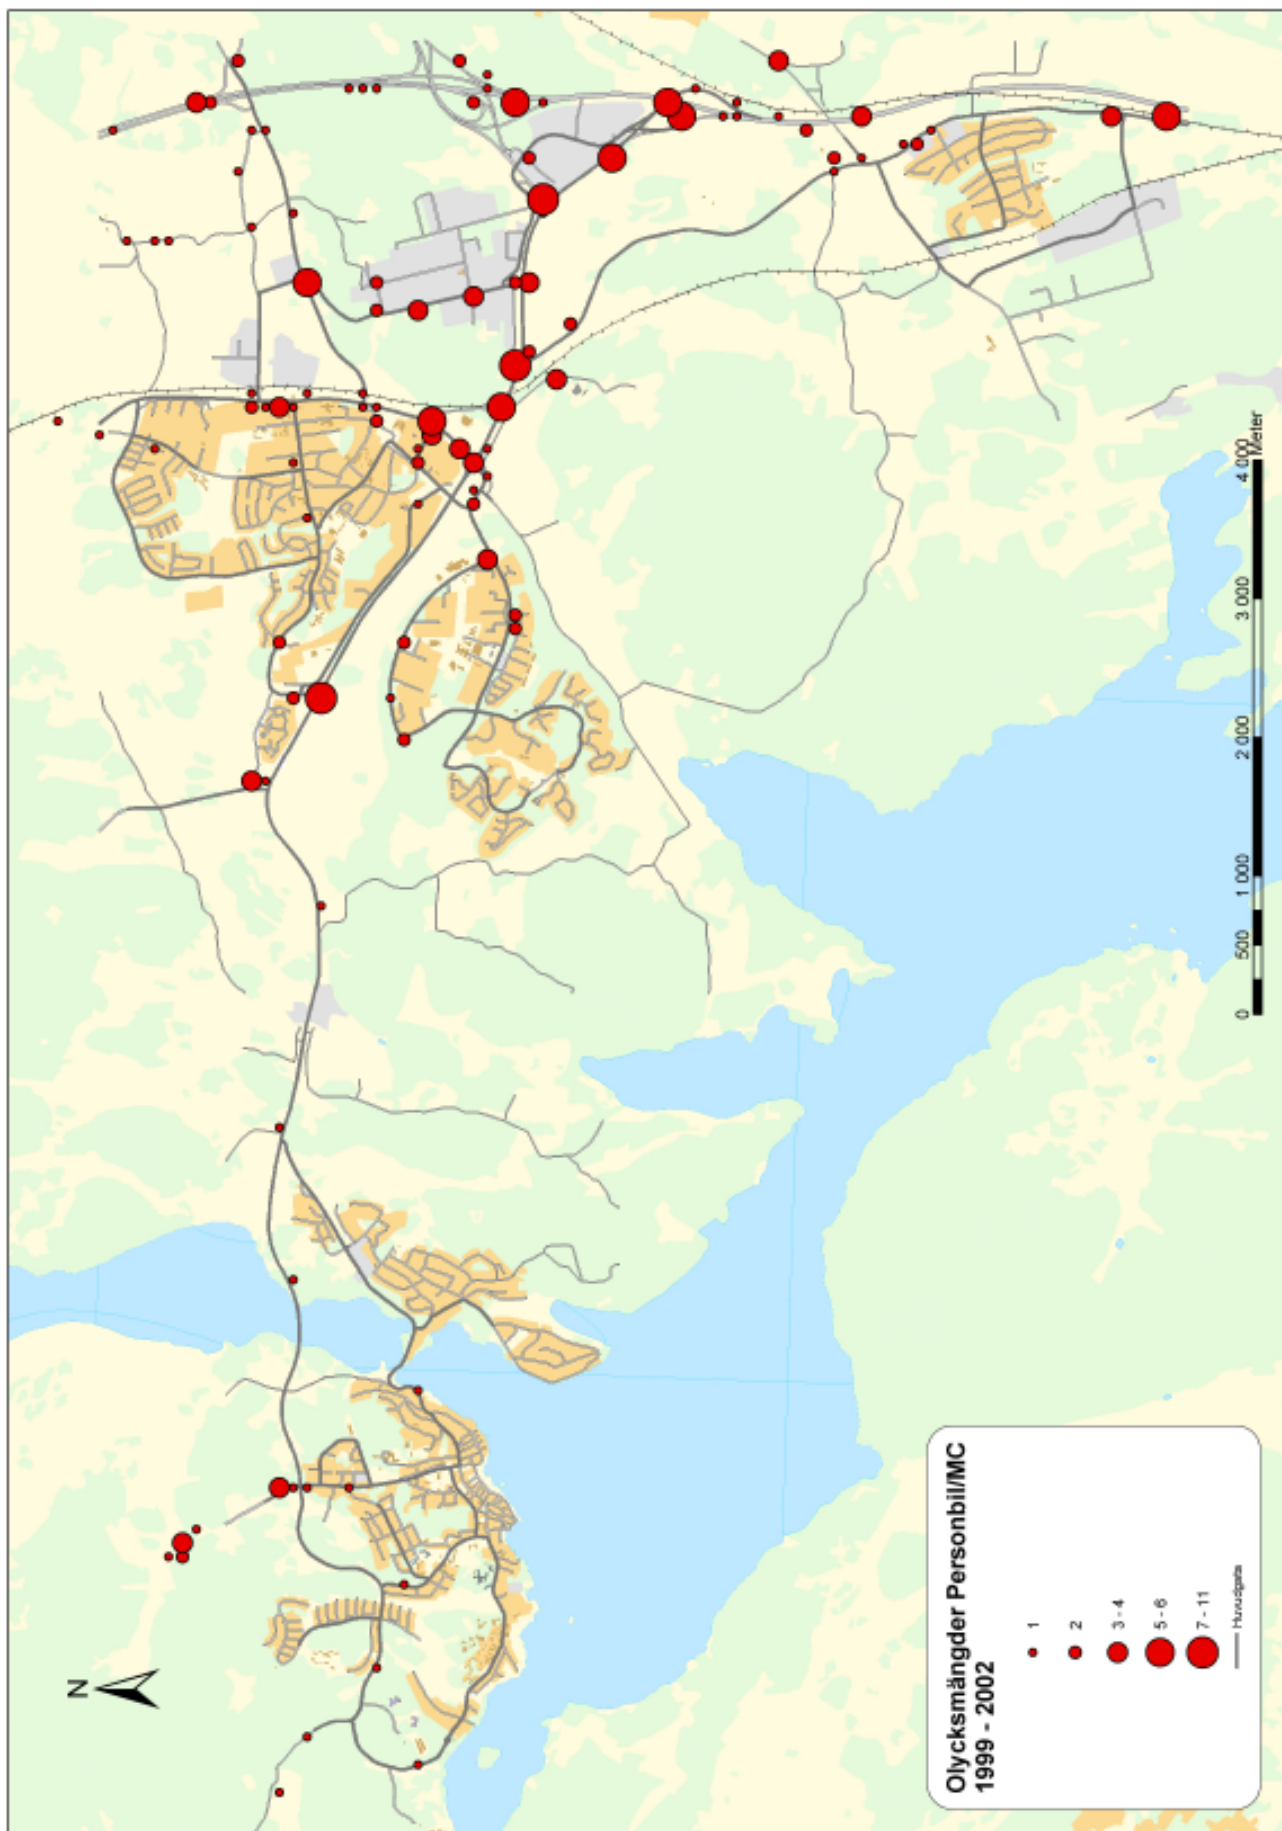 N
Olycksmängder Personbil/MC
1999 - 2002
1
2
3 - 4
5 - 6
7 - 11
Huvudgata
0 500 1 000 2 000 3 000 4 000
Meter